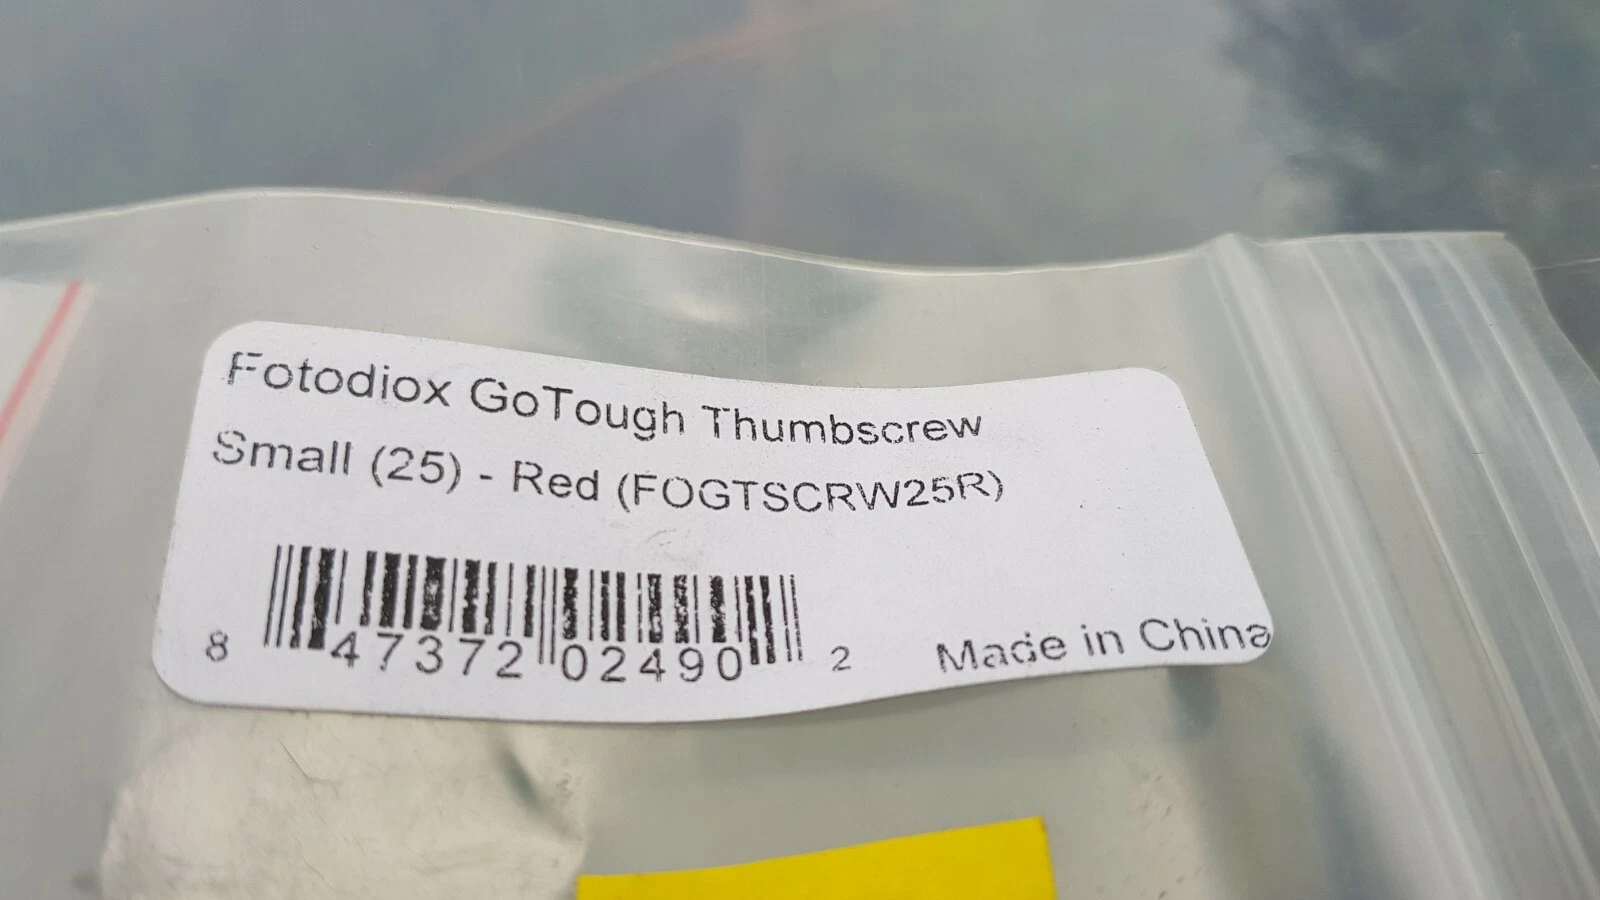 Fotodiox GoTough Thumbscrew
Small (25) - Red (FOGTSCRW25R)
8 47372 02490 2
Made in China